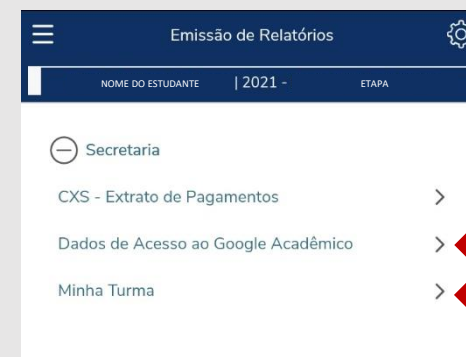 Emissão de Relatórios
NOME DO ESTUDANTE | 2021 - ETAPA
Secretaria
CXS - Extrato de Pagamentos
Dados de Acesso ao Google Acadêmico
Minha Turma